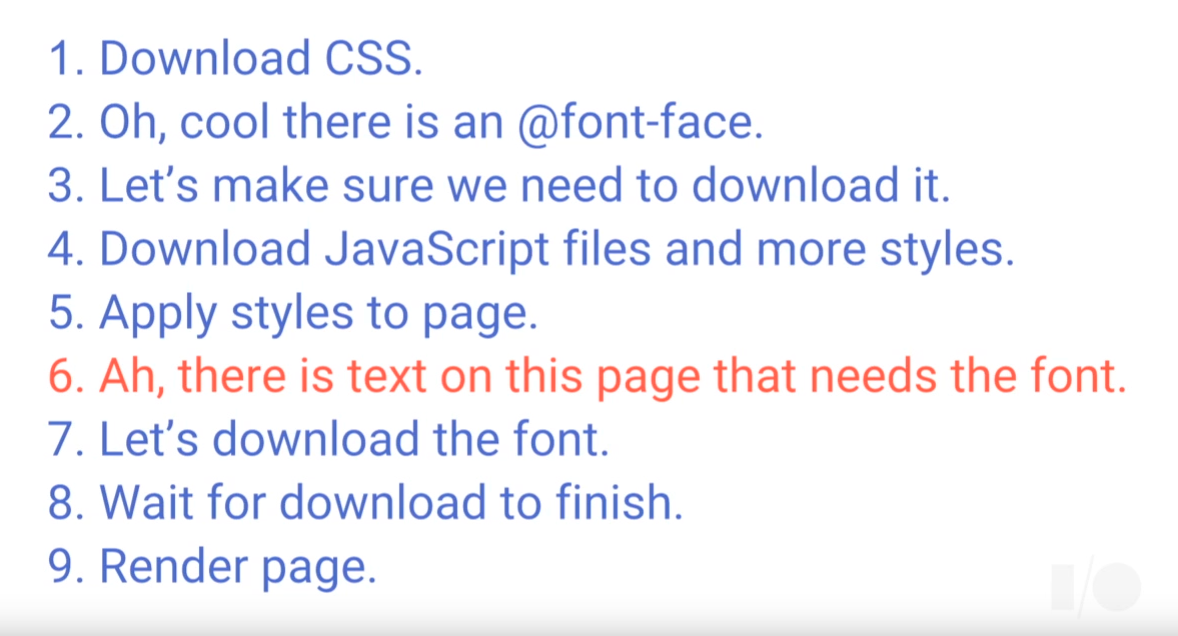 1. Download CSS.
2. Oh, cool there is an @font-face.
3. Let’s make sure we need to download it.
4. Download JavaScript files and more styles.
5. Apply styles to page.
6. Ah, there is text on this page that needs the font.
7. Let’s download the font.
8. Wait for download to finish.
9. Render page.
I/O